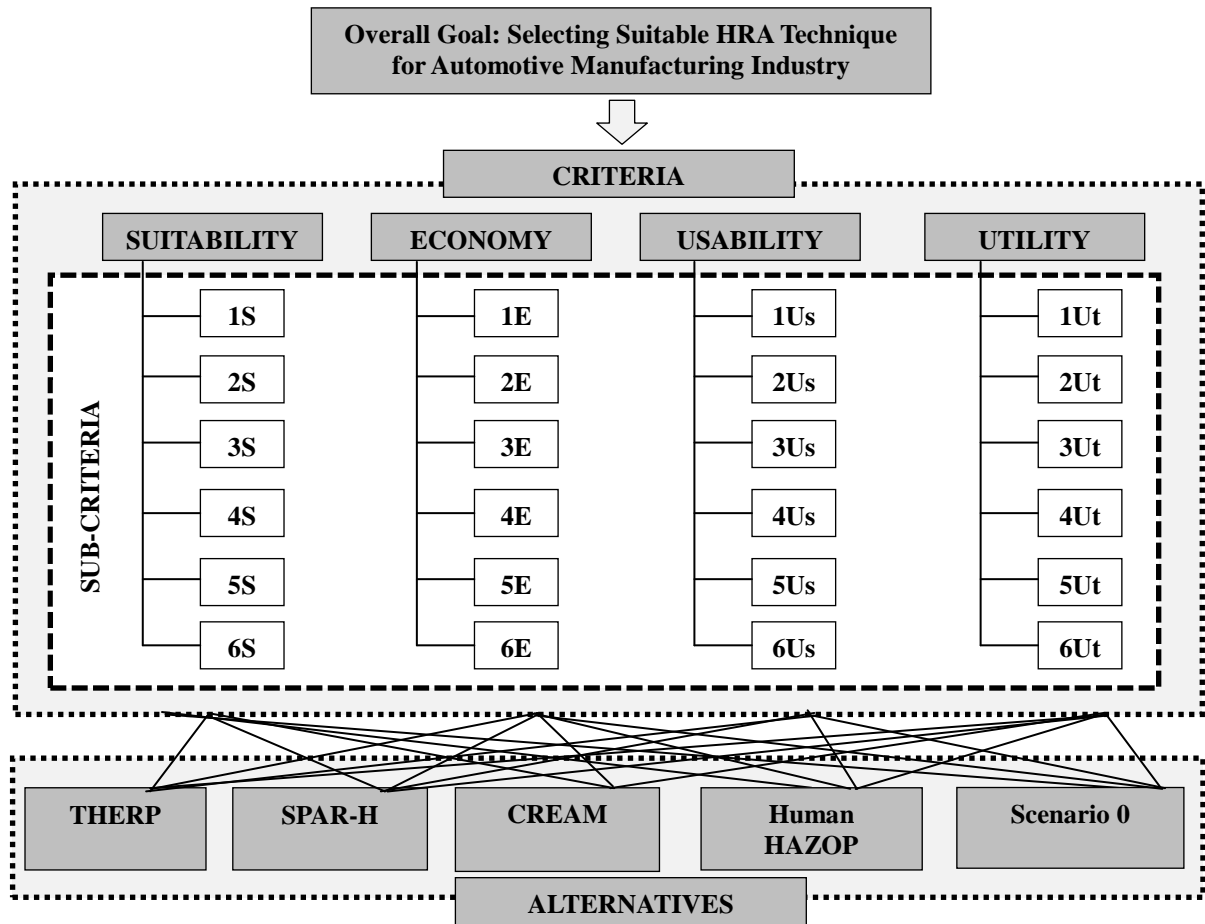 Overall Goal: Selecting Suitable HRA Technique
for Automotive Manufacturing Industry
CRITERIA
SUITABILITY
ECONOMY
USABILITY
UTILITY
SUB-CRITERIA
1S
1E
1Us
1Ut
2S
2E
2Us
2Ut
3S
3E
3Us
3Ut
4S
4E
4Us
4Ut
5S
5E
5Us
5Ut
6S
6E
6Us
6Ut
THERP
SPAR-H
CREAM
Human
HAZOP
Scenario 0
ALTERNATIVES